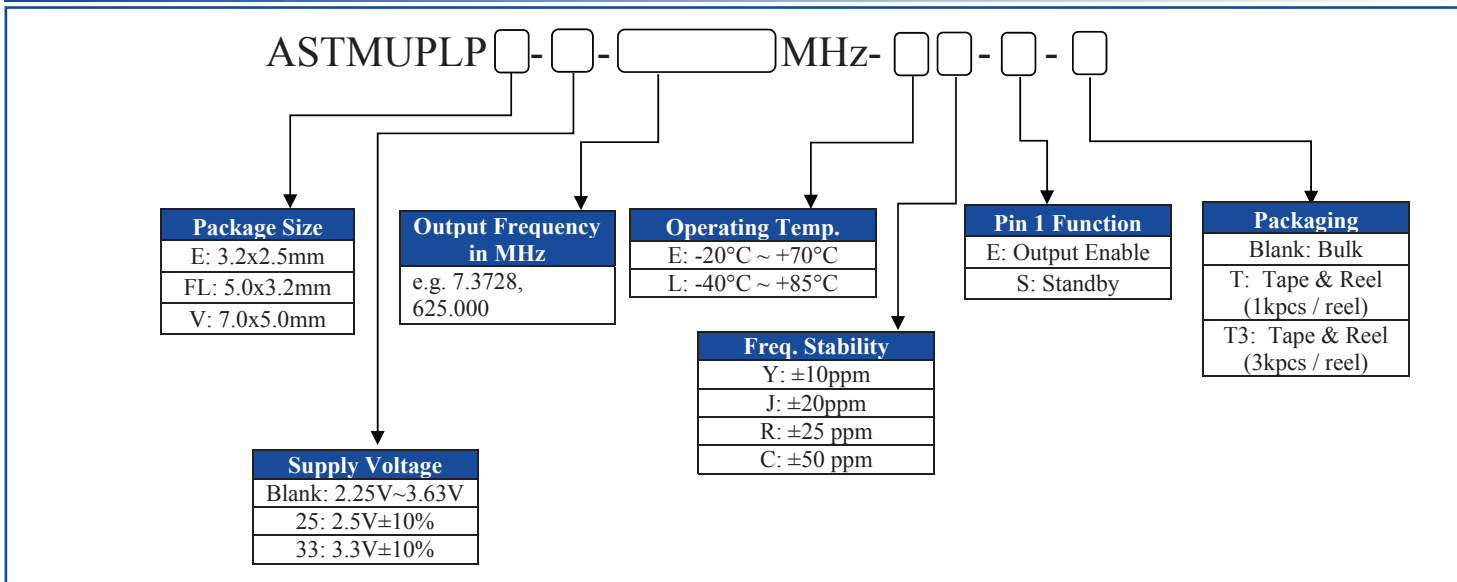 ASTMUPLP - - MHz- - -
Package Size
E: 3.2x2.5mm
FL: 5.0x3.2mm
V: 7.0x5.0mm
Output Frequency
in MHz
e.g. 7.3728,
625.000
Operating Temp.
E: -20°C ~ +70°C
L: -40°C ~ +85°C
Pin 1 Function
E: Output Enable
S: Standby
Packaging
Blank: Bulk
T: Tape & Reel
(1kpcs / reel)
T3: Tape & Reel
(3kpcs / reel)
Freq. Stability
Y: ±10ppm
J: ±20ppm
R: ±25 ppm
C: ±50 ppm
Supply Voltage
Blank: 2.25V~3.63V
25: 2.5V±10%
33: 3.3V±10%